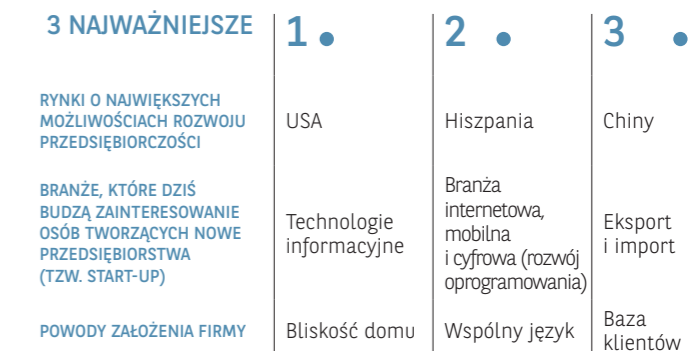 3 NAJWAŻNIEJSZE
1.
2 .
3 .
RYNKI O NAJWIĘKSZYCH
MOŻLIWOŚCIACH ROZWOJU
PRZEDSIĘBIORCZOŚCI
USA
Hiszpania
Chiny
BRANŻE, KTÓRE DZIŚ
BUDZĄ ZAINTERESOWANIE
OSÓB TWORZĄCYCH NOWE
PRZEDSIĘBIORSTWA
(TZW. START-UP)
Technologie
informacyjne
Branża
internetowa,
mobilna
i cyfrowa (rozwój
oprogramowania)
Eksport
i import
POWODY ZAŁOŻENIA FIRMY
Bliskość domu
Wspólny język
Baza
klientów